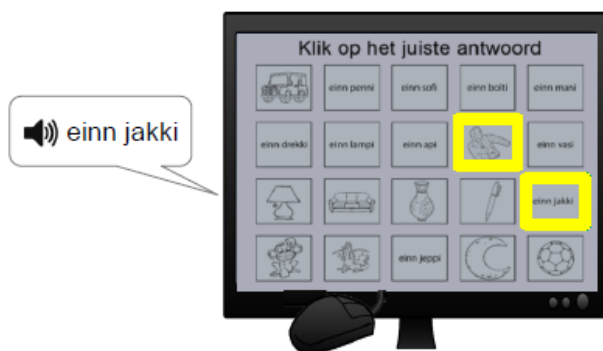 Klik op het juiste antwoord
einn penni einn sofi einn bolti einn mani
einn jakki
einn drekki einn lampi einn api einn vasi
einn jakki
einn jeppi